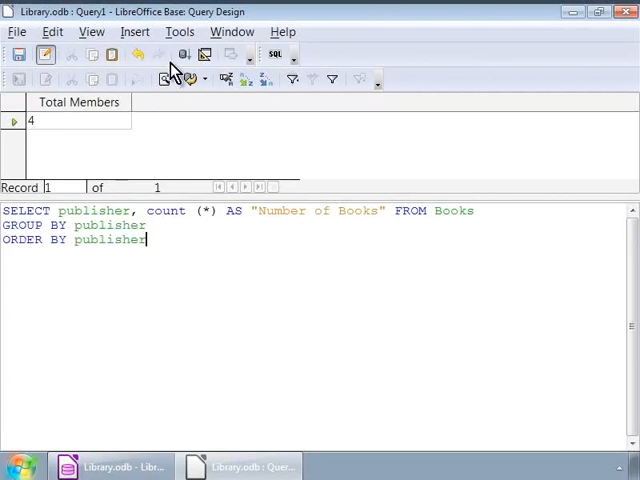 Library.odb : Query1 - LibreOffice Base: Query Design
File Edit View Insert Tools Window Help
SQL
Total Members
4
Record 1 of 1
SELECT publisher, count (*) AS "Number of Books" FROM Books
GROUP BY publisher
ORDER BY publisher
Library.odb - Libr... Library.odb : Quer...